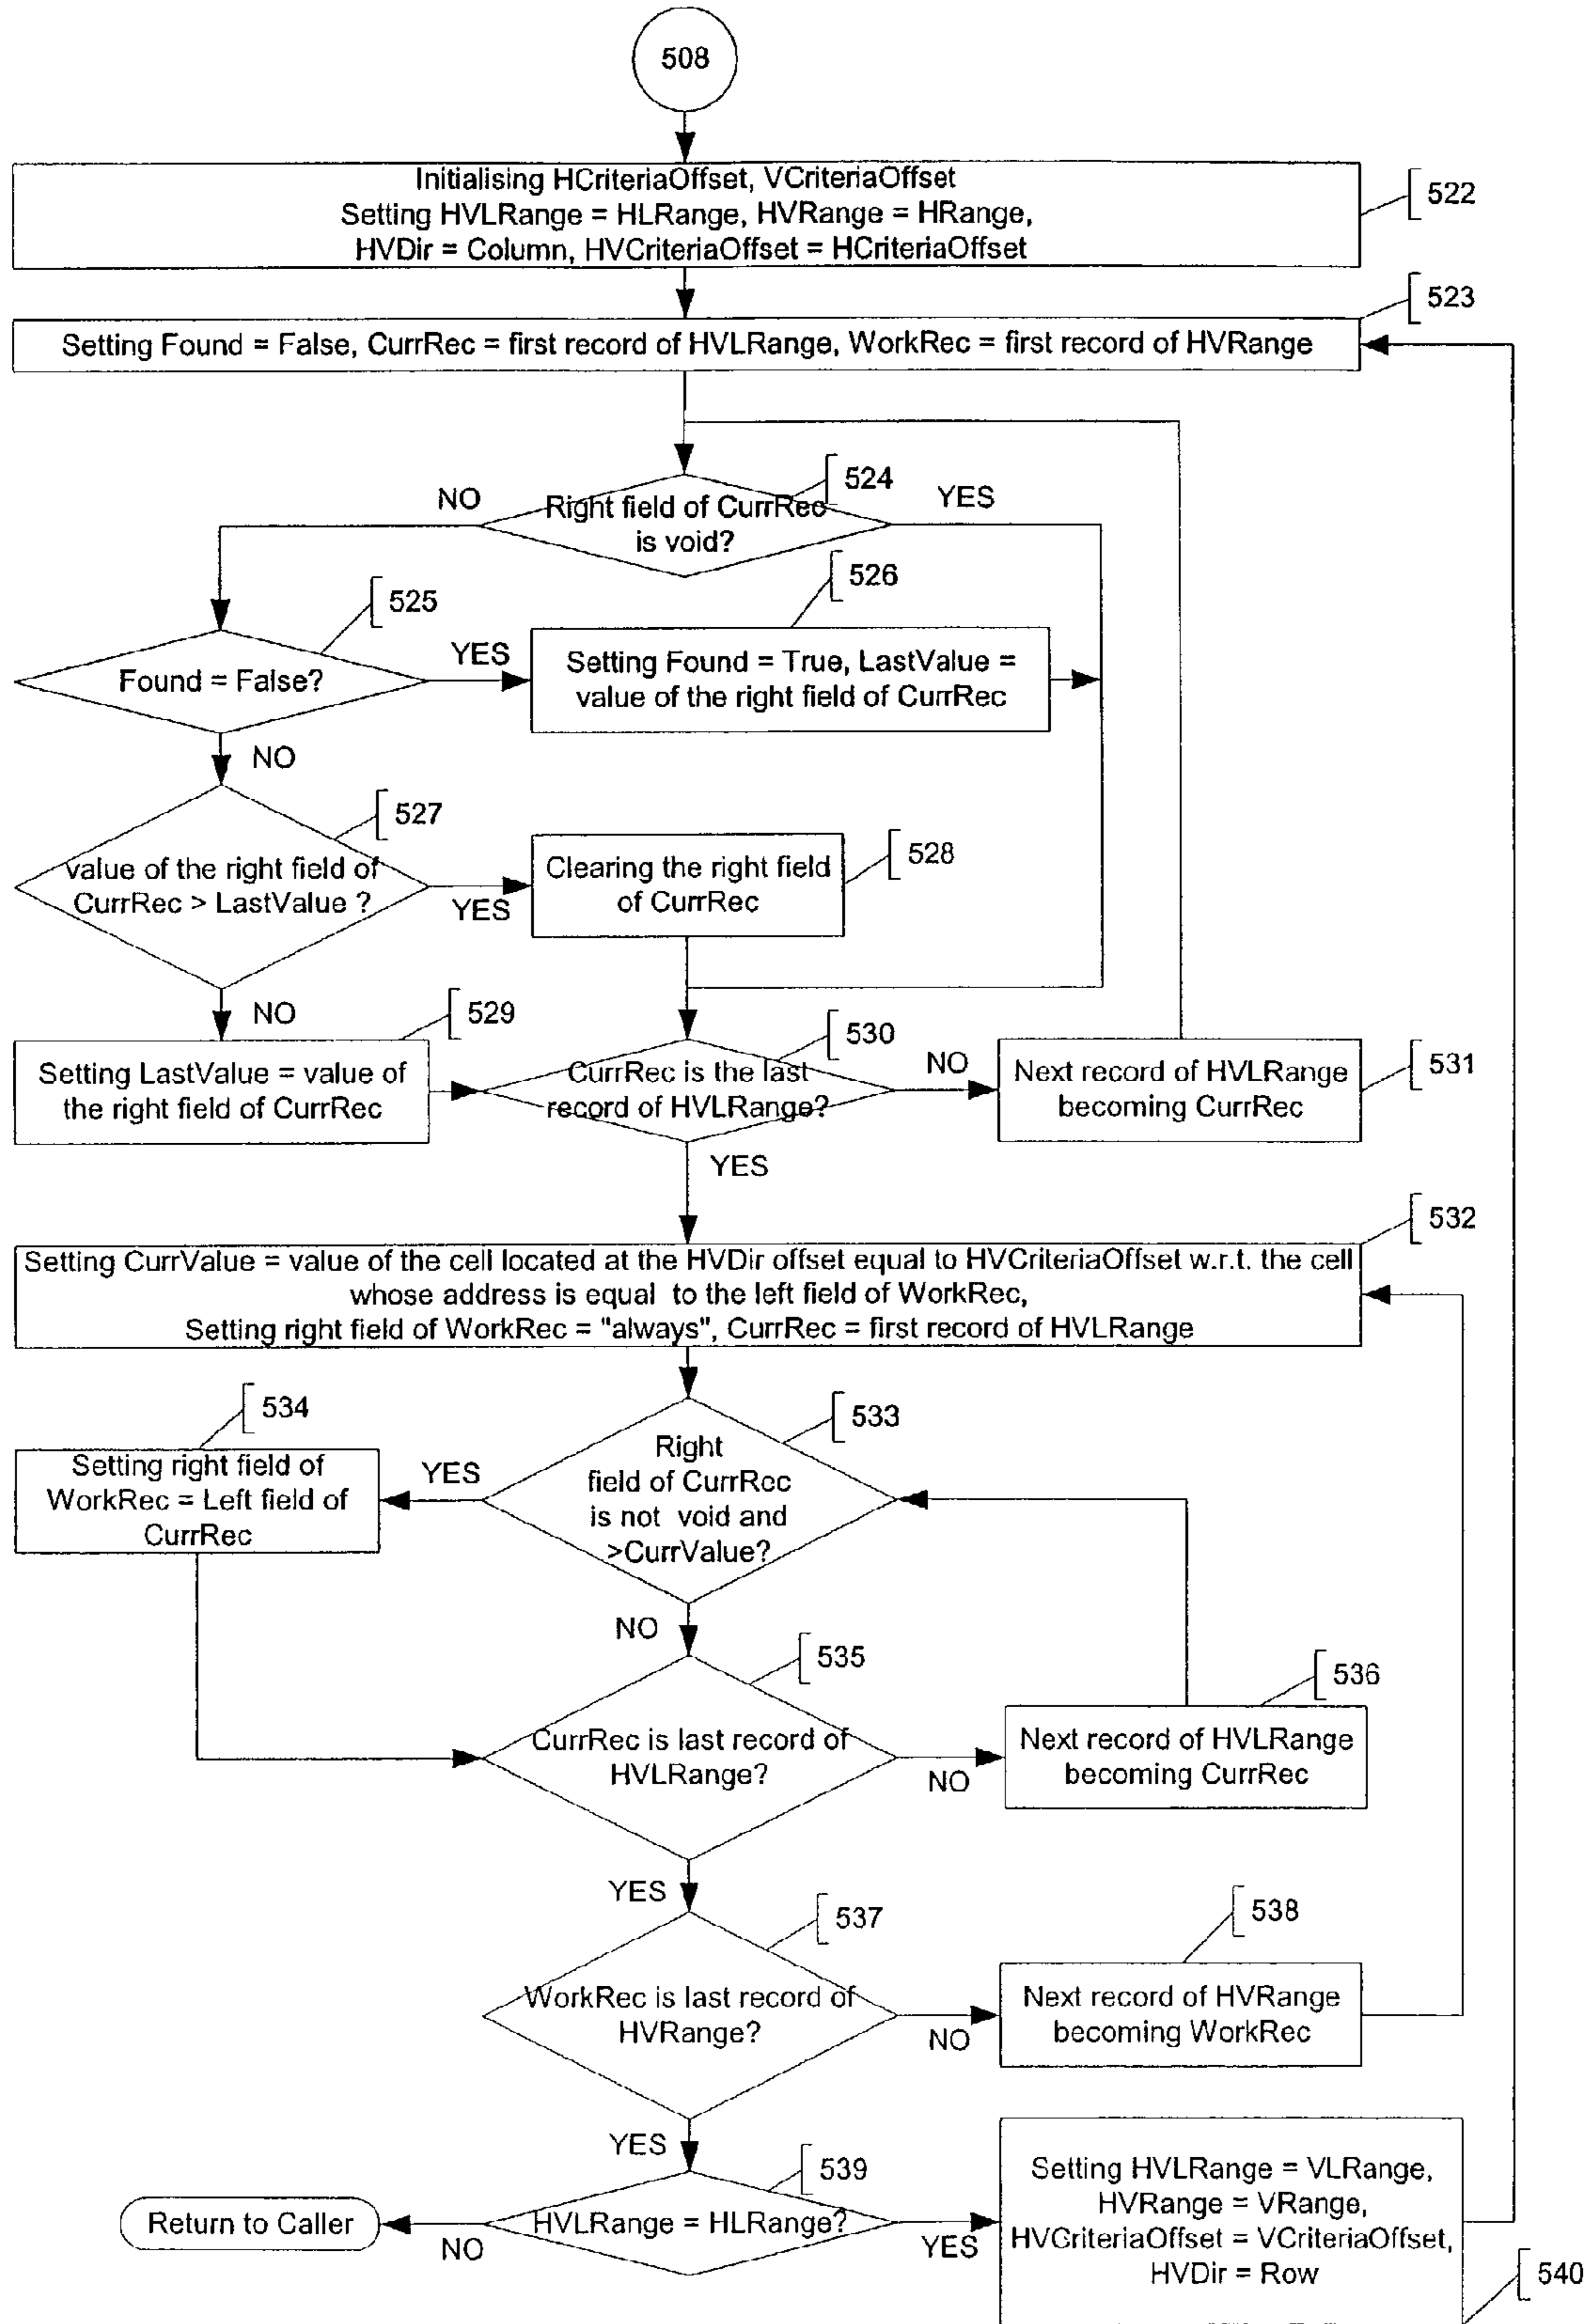 508
Initialising HCriteriaOffset, VCriteriaOffset
Setting HVLRange = HLRange, HVRange = HRange,
HVDir = Column, HVCriteriaOffset = HCriteriaOffset
522
523
Setting Found = False, CurrRec = first record of HVLRange, WorkRec = first record of HVRange
524
NO
YES
Right field of CurrRec
is void?
526
525
YES
Found = False?
Setting Found = True, LastValue =
value of the right field of CurrRec
NO
527
528
value of the right field of
CurrRec > LastValue ?
YES
Clearing the right field
of CurrRec
NO
529
530
Setting LastValue = value of
the right field of CurrRec
CurrRec is the last
record of HVLRange?
NO
Next record of HVLRange
becoming CurrRec
531
YES
532
Setting CurrValue = value of the cell located at the HVDir offset equal to HVCriteriaOffset w.r.t. the cell
whose address is equal to the left field of WorkRec,
Setting right field of WorkRec = "always", CurrRec = first record of HVLRange
534
533
Setting right field of
WorkRec = Left field of
CurrRec
YES
Right
field of CurrRec
is not void and
>CurrValue?
NO
535
536
CurrRec is last record of
HVLRange?
NO
Next record of HVLRange
becoming CurrRec
YES
537
538
WorkRec is last record of
HVRange?
NO
Next record of HVRange
becoming WorkRec
YES
539
Return to Caller
NO
HVLRange = HLRange?
YES
Setting HVLRange = VLRange,
HVRange = VRange,
HVCriteriaOffset = VCriteriaOffset,
HVDir = Row
540